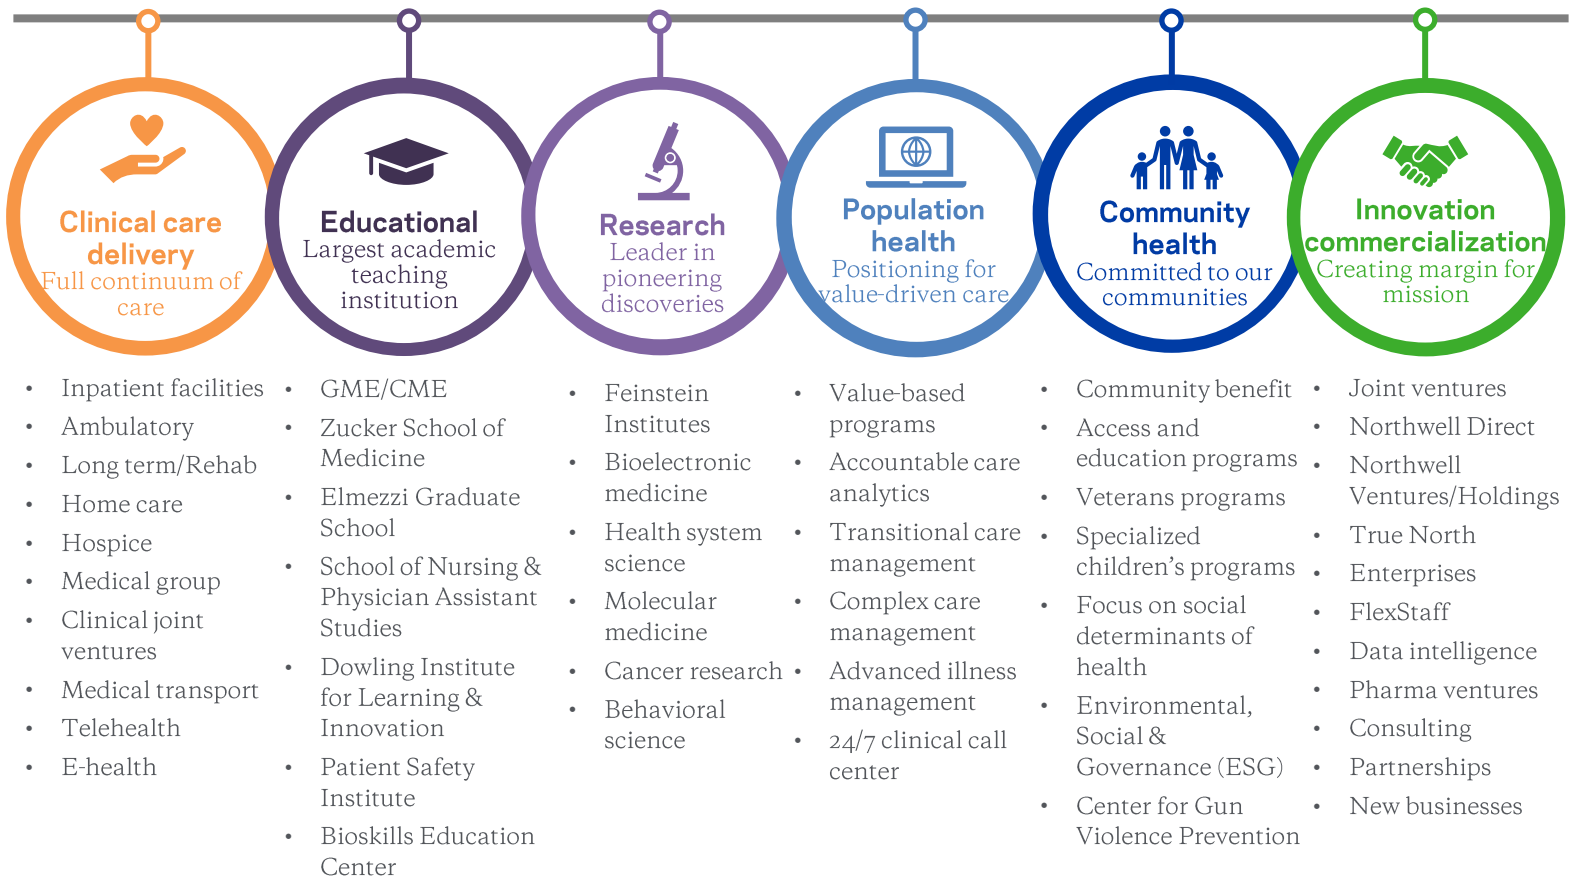 Clinical care
delivery
Full continuum of
care
• Inpatient facilities
• Ambulatory
• Long term/Rehab
• Home care
• Hospice
• Medical group
• Clinical joint
ventures
• Medical transport
• Telehealth
• E-health
Educational
Largest academic
teaching
institution
• GME/CME
• Zucker School of
Medicine
• Elmezzi Graduate
School
• School of Nursing &
Physician Assistant
Studies
• Dowling Institute
for Learning &
Innovation
• Patient Safety
Institute
• Bioskills Education
Center
Research
Leader in
pioneering
discoveries
• Feinstein
Institutes
• Bioelectronic
medicine
• Health system
science
• Molecular
medicine
• Cancer research
• Behavioral
science
Population
health
Positioning for
value-driven care
• Value-based
programs
• Accountable care
analytics
• Transitional care
management
• Complex care
management
• Advanced illness
management
• 24/7 clinical call
center
Community
health
Committed to our
communities
• Community benefit
• Access and
education programs
• Veterans programs
• Specialized
children’s programs
• Focus on social
determinants of
health
• Environmental,
Social &
Governance (ESG)
• Center for Gun
Violence Prevention
Innovation
commercialization
Creating margin for
mission
• Joint ventures
• Northwell Direct
• Northwell
Ventures/Holdings
• True North
• Enterprises
• FlexStaff
• Data intelligence
• Pharma ventures
• Consulting
• Partnerships
• New businesses